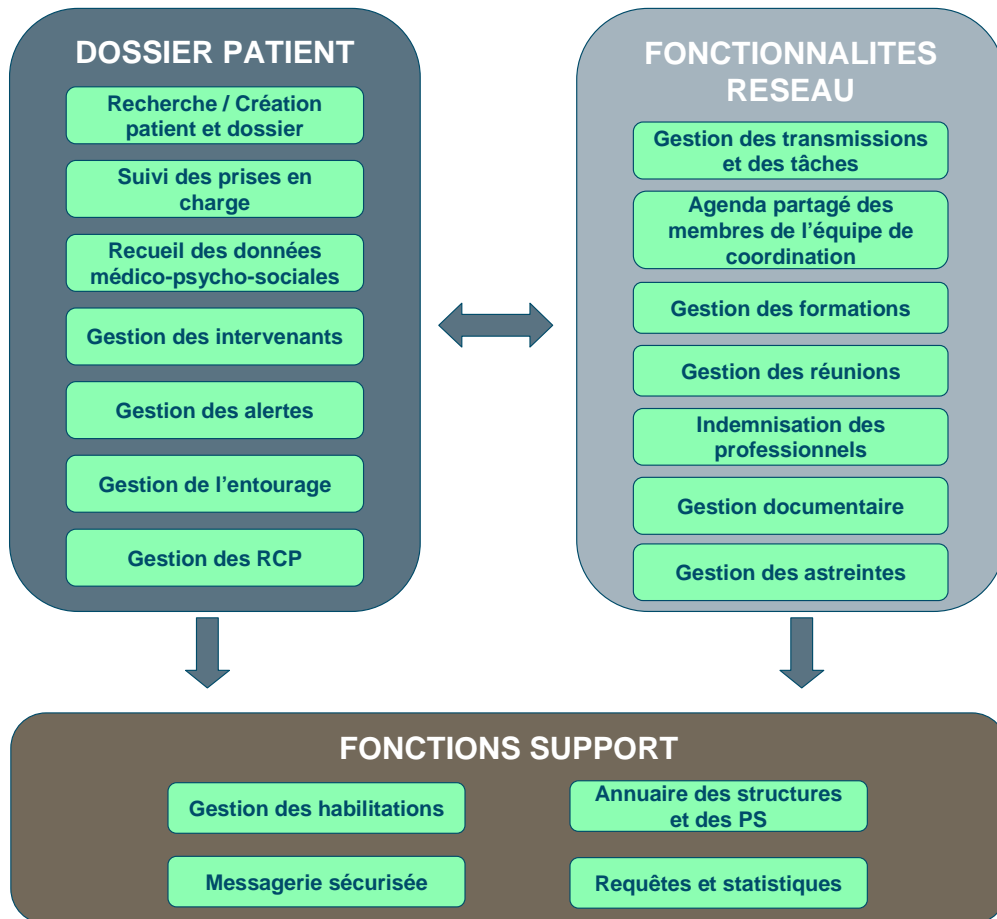 DOSSIER PATIENT
Recherche / Création
patient et dossier
Suivi des prises en
charge
Recueil des données
médico-psycho-sociales
Gestion des intervenants
Gestion des alertes
Gestion de l’entourage
Gestion des RCP
FONCTIONNALITES
RESEAU
Gestion des transmissions
et des tâches
Agenda partagé des
membres de l’équipe de
coordination
Gestion des formations
Gestion des réunions
Indemnisation des
professionnels
Gestion documentaire
Gestion des astreintes
FONCTIONS SUPPORT
Gestion des habilitations
Annuaire des structures
et des PS
Messagerie sécurisée
Requêtes et statistiques